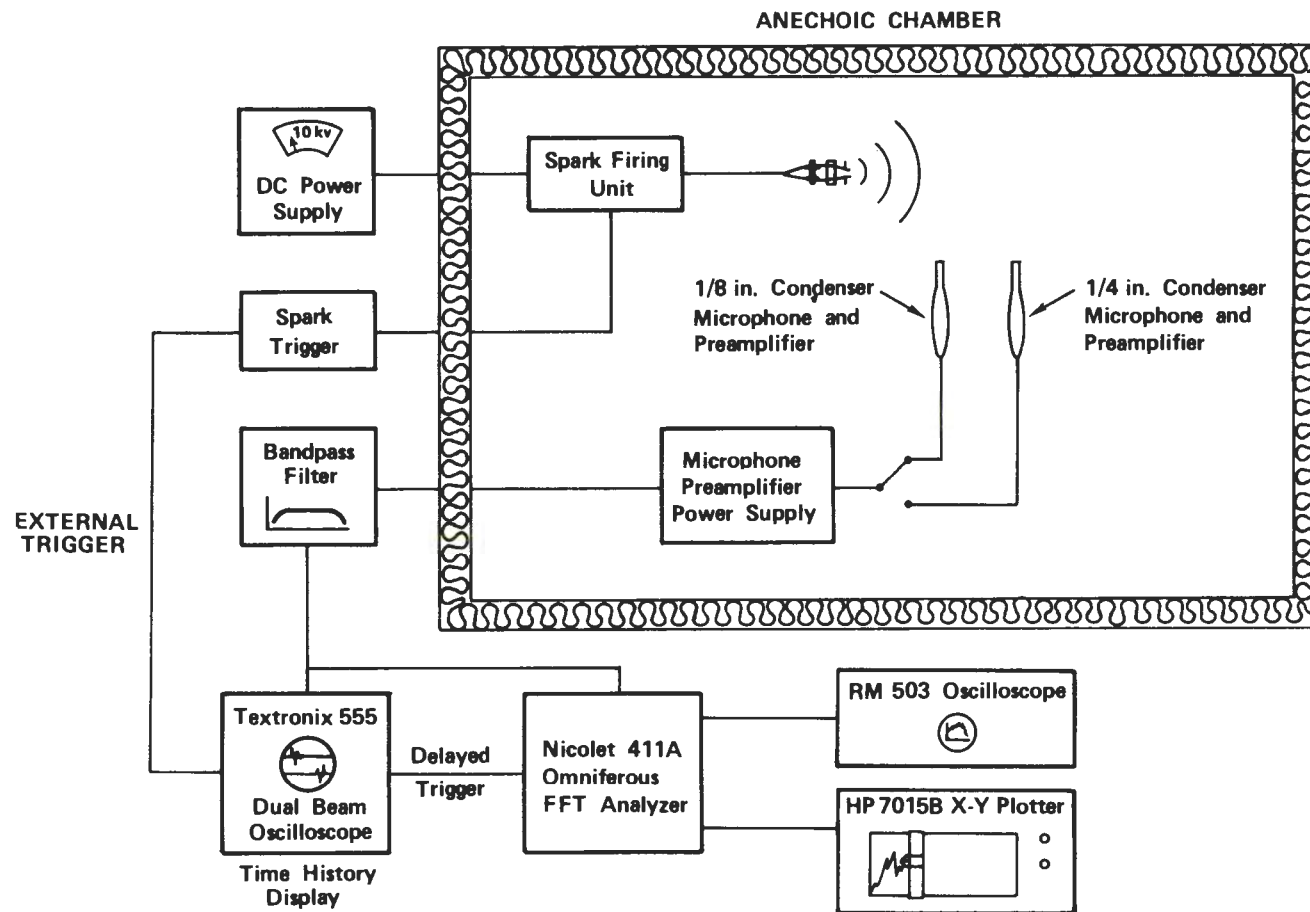 ANECHOIC CHAMBER
10 kv
DC Power
Supply
Spark Firing
Unit
Spark
Trigger
1/8 in. Condenser
Microphone and
Preamplifier
1/4 in. Condenser
Microphone and
Preamplifier
Bandpass
Filter
Microphone
Preamplifier
Power Supply
EXTERNAL
TRIGGER
Textronix 555
Dual Beam
Oscilloscope
Time History
Display
Delayed
Trigger
Nicolet 411A
Omniferous
FFT Analyzer
RM 503 Oscilloscope
HP 7015B X-Y Plotter